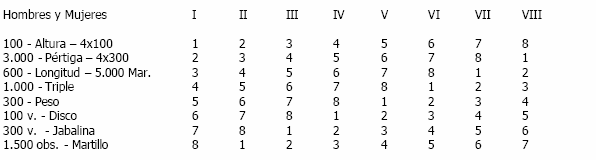 Hombres y Mujeres I II III IV V VI VII VIII
100 - Altura – 4x100 1 2 3 4 5 6 7 8
3.000 - Pértiga – 4x300 2 3 4 5 6 7 8 1
600 - Longitud – 5.000 Mar. 3 4 5 6 7 8 1 2
1.000 - Triple 4 5 6 7 8 1 2 3
300 - Peso 5 6 7 8 1 2 3 4
100 v. - Disco 6 7 8 1 2 3 4 5
300 v. - Jabalina 7 8 1 2 3 4 5 6
1.500 obs. - Martillo 8 1 2 3 4 5 6 7